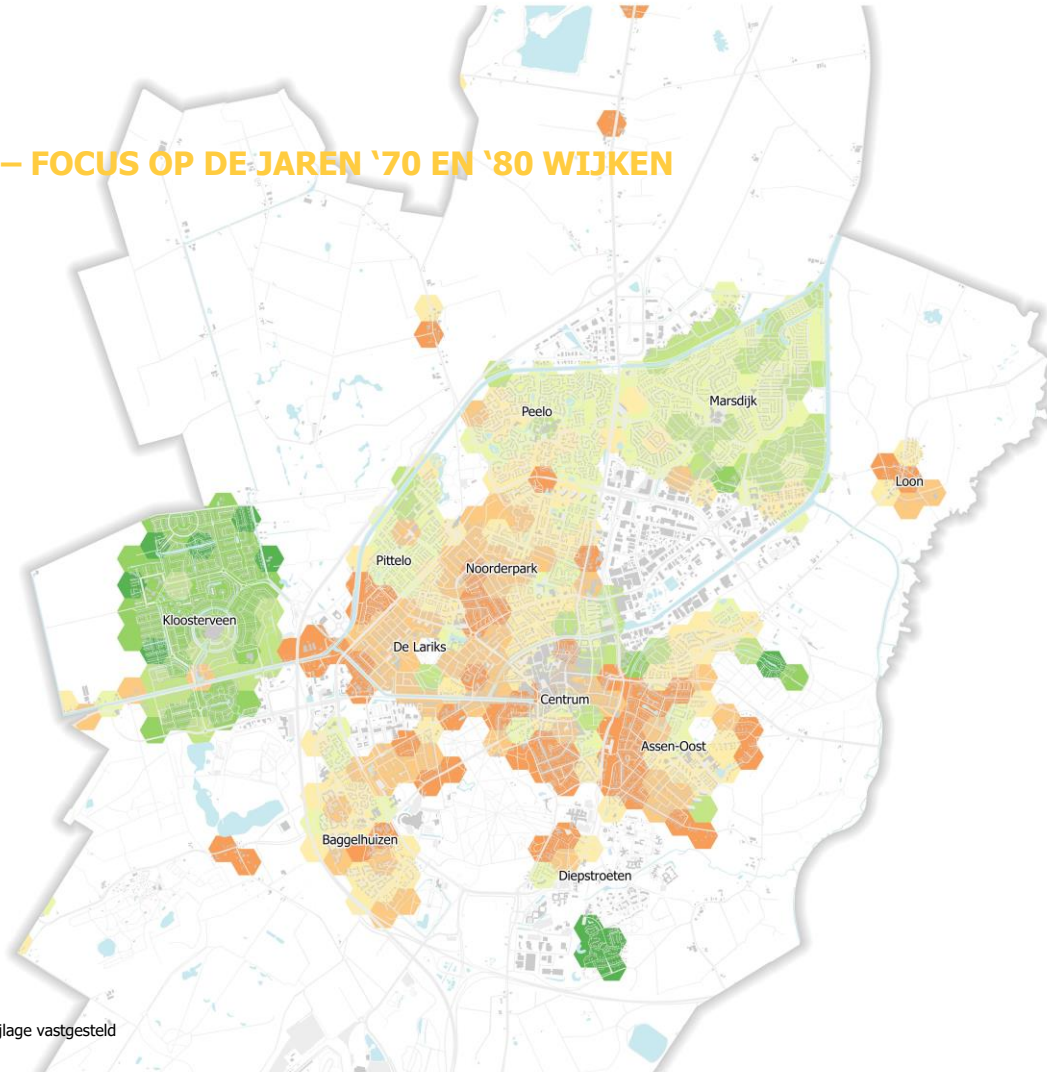 – FOCUS OP DE JAREN ‘70 EN ‘80 WIJKEN
Peelo
Marsdijk
Loon
Pittelo
Noorderpark
Kloosterveen
De Lariks
Centrum
Assen-Oost
Baggelhuizen
Diepstroeten
jlage vastgesteld